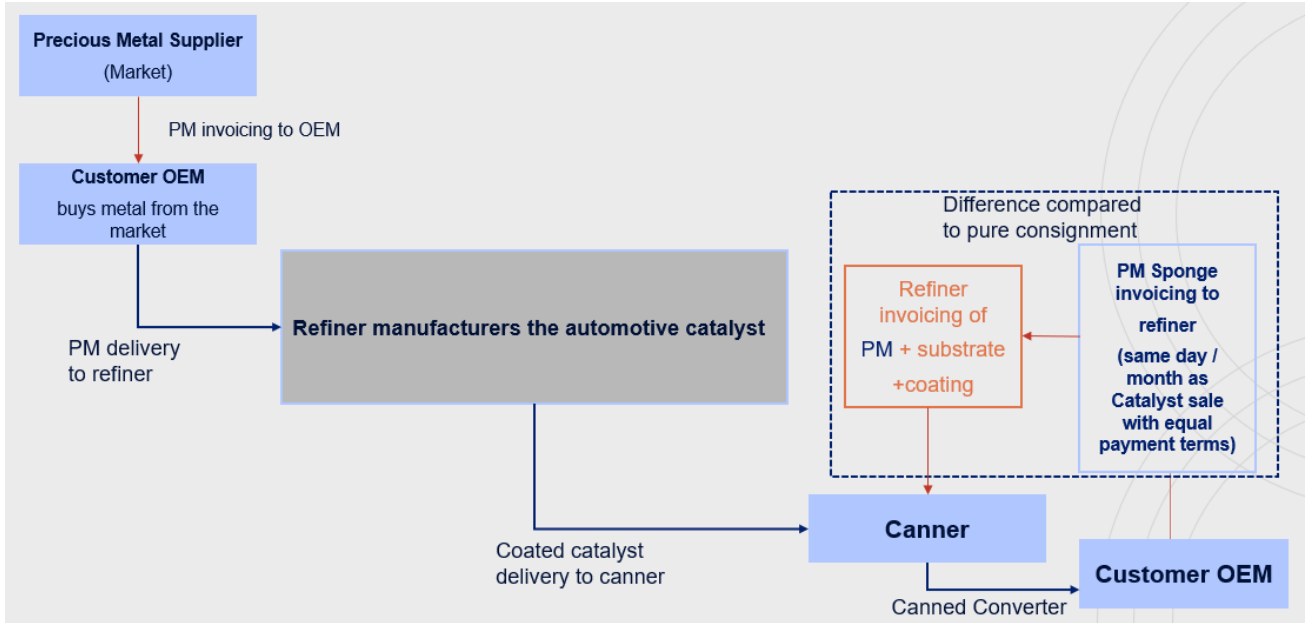 Precious Metal Supplier
(Market)
PM invoicing to OEM
Customer OEM
buys metal from the
market
PM delivery
to refiner
Refiner manufacturers the automotive catalyst
Coated catalyst
delivery to canner
Difference compared
to pure consignment
Refiner
invoicing of
PM + substrate
+coating
PM Sponge
invoicing to
refiner
(same day /
month as
Catalyst sale
with equal
payment terms)
Canner
Canned Converter
Customer OEM